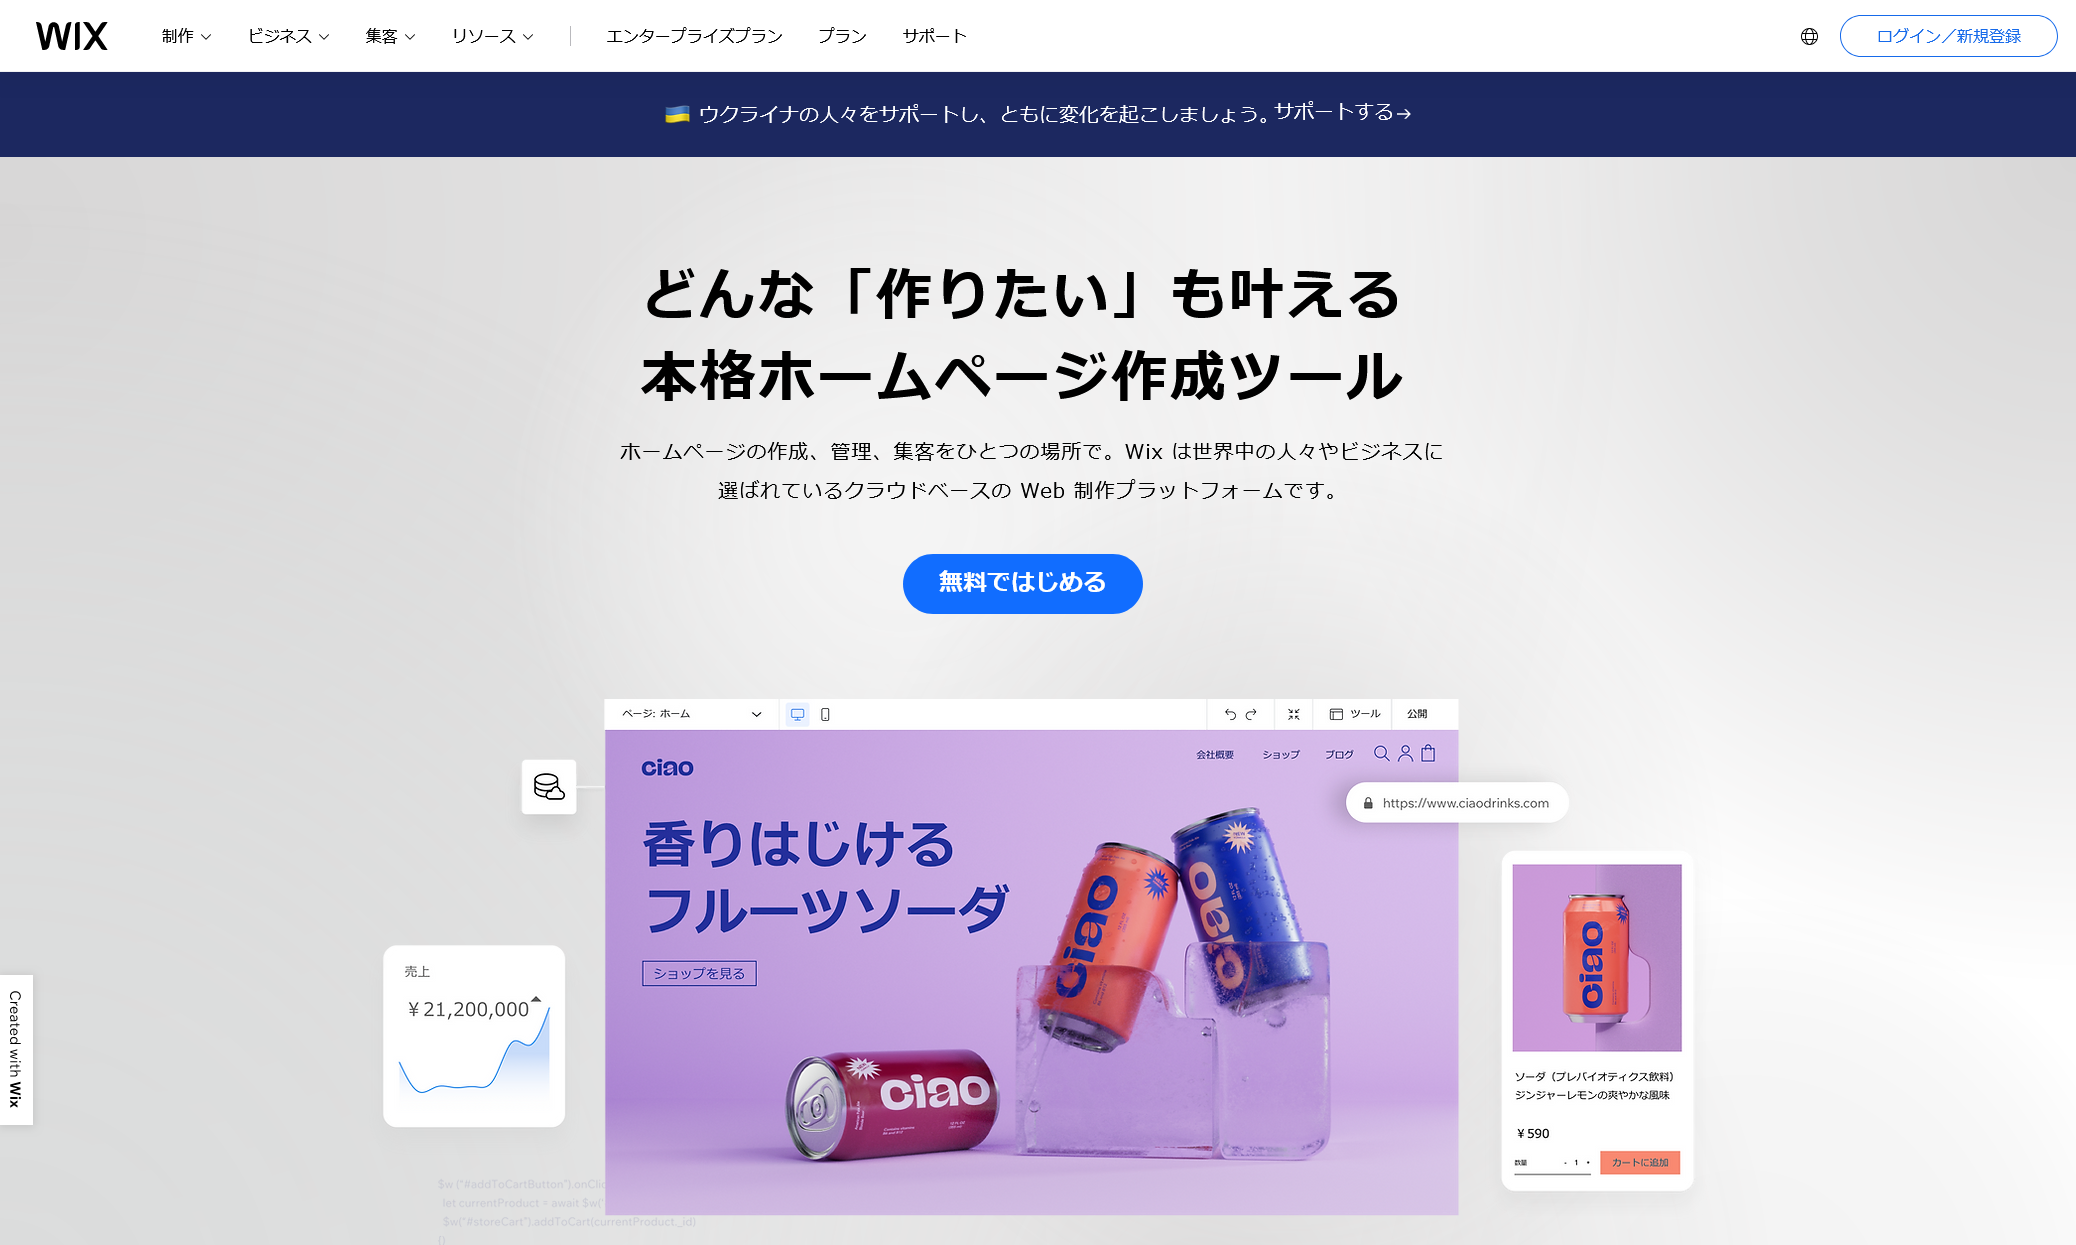 WIX
制作
ビジネス
集客
リソース
エンタープライズプラン
プラン
サポート
ログイン／新規登録
ウクライナの人々をサポートし、ともに変化を起こしましょう。サポートする→
どんな「作りたい」も叶える
本格ホームページ作成ツール
ホームページの作成、管理、集客をひとつの場所で。Wix は世界中の人々やビジネスに
選ばれているクラウドベースの Web 制作プラットフォームです。
無料ではじめる
ページ: ホーム
ツール
公開
ciao
会社概要
ショップ
ブログ
https://www.ciaodrinks.com
香りはじける
フルーツソーダ
ショップを見る
NEW
ciao
ciao
ciao
売上
¥21,200,000
ciao
ソーダ（プレバイオティクス飲料）
ジンジャーレモンの爽やかな風味
¥590
数量
- 1 +
カートに追加
Created with Wix
$w ("#addToCartButton").onClic
let currentProduct = await $w("
$w("#storeCart").addToCart(currentProduct._id)